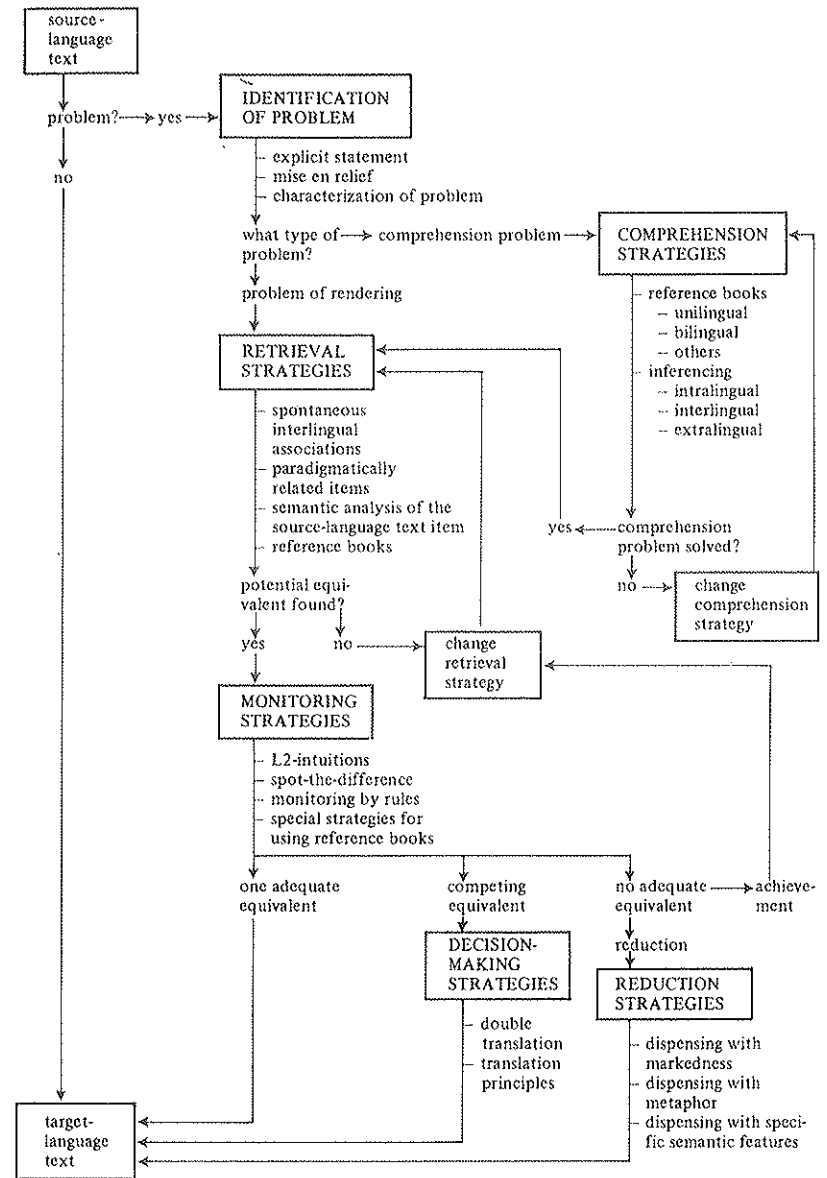 source-
language
text
problem? yes
IDENTIFICATION
OF PROBLEM
no
– explicit statement
– mise en relief
– characterization of problem
what type of
problem?
comprehension problem
COMPREHENSION
STRATEGIES
problem of rendering
– reference books
– unilingual
– bilingual
– others
– inferencing
– intralingual
– interlingual
– extralingual
RETRIEVAL
STRATEGIES
– spontaneous
interlingual
associations
– paradigmatically
related items
– semantic analysis of the
source-language text item
– reference books
yes
comprehension
problem solved?
no
change
comprehension
strategy
potential equi-
valent found?
yes
no
change
retrieval
strategy
MONITORING
STRATEGIES
– L2-intuitions
– spot-the-difference
– monitoring by rules
– special strategies for
using reference books
one adequate
equivalent
competing
equivalent
no adequate
equivalent
achieve-
ment
reduction
DECISION-
MAKING
STRATEGIES
REDUCTION
STRATEGIES
– double
translation
– translation
principles
– dispensing with
markedness
– dispensing with
metaphor
– dispensing with speci-
fic semantic features
target-
language
text